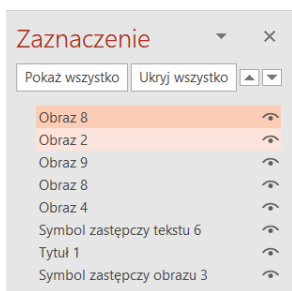 Zaznaczenie
Pokaż wszystko Ukryj wszystko
Obraz 8
Obraz 2
Obraz 9
Obraz 8
Obraz 4
Symbol zastępczy tekstu 6
Tytuł 1
Symbol zastępczy obrazu 3